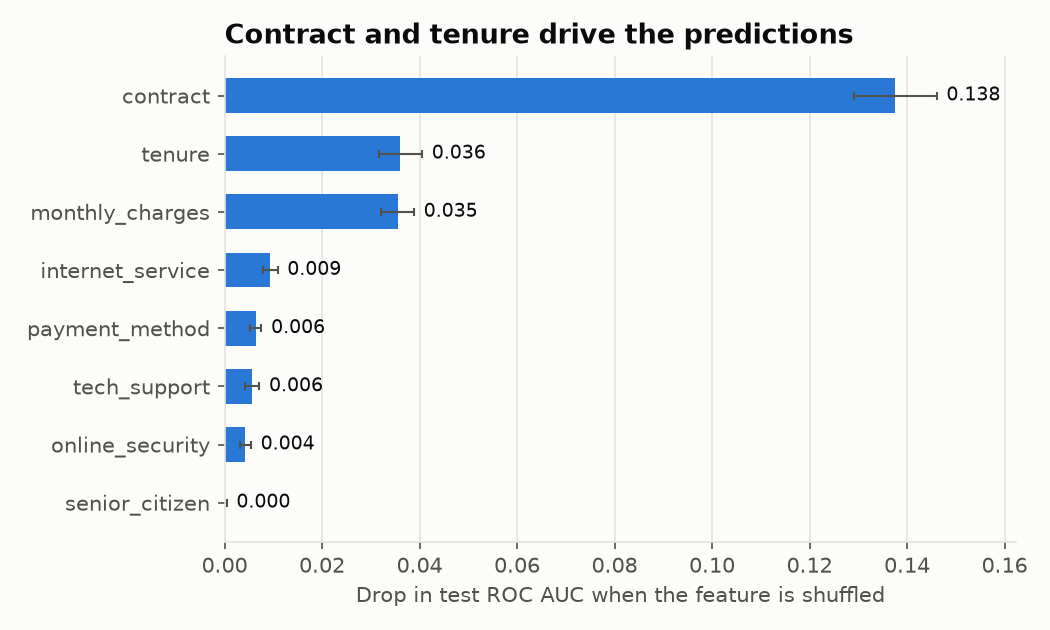 Contract and tenure drive the predictions
contract 0.138
tenure 0.036
monthly_charges 0.035
internet_service 0.009
payment_method 0.006
tech_support 0.006
online_security 0.004
senior_citizen 0.000
0.00 0.02 0.04 0.06 0.08 0.10 0.12 0.14 0.16
Drop in test ROC AUC when the feature is shuffled